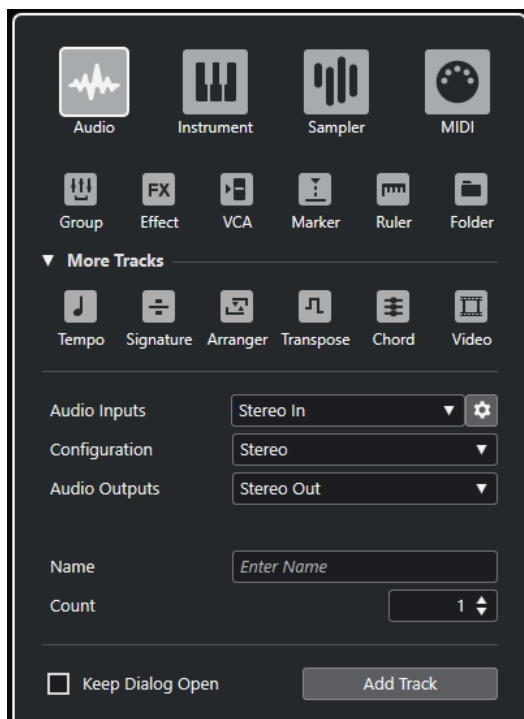 Audio Instrument Sampler MIDI
FX
Group Effect VCA Marker Ruler Folder
More Tracks
Tempo Signature Arranger Transpose Chord Video
Audio Inputs Stereo In
Configuration Stereo
Audio Outputs Stereo Out
Name Enter Name
Count 1
Keep Dialog Open Add Track